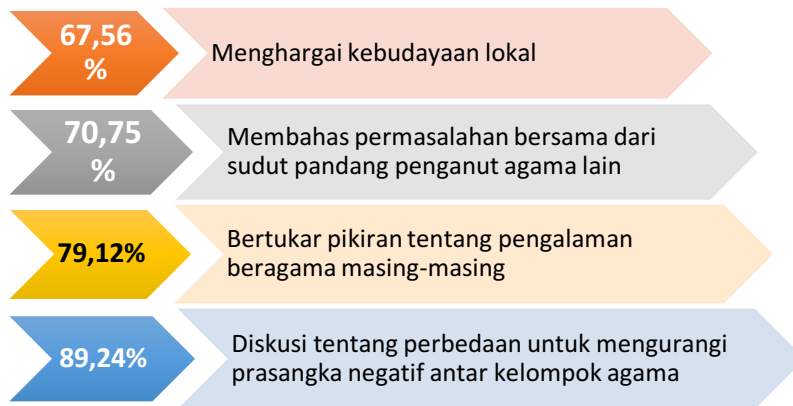 67,56
%
Menghargai kebudayaan lokal
70,75
%
Membahas permasalahan bersama dari
sudut pandang penganut agama lain
79,12%
Bertukar pikiran tentang pengalaman
beragama masing-masing
89,24%
Diskusi tentang perbedaan untuk mengurangi
prasangka negatif antar kelompok agama